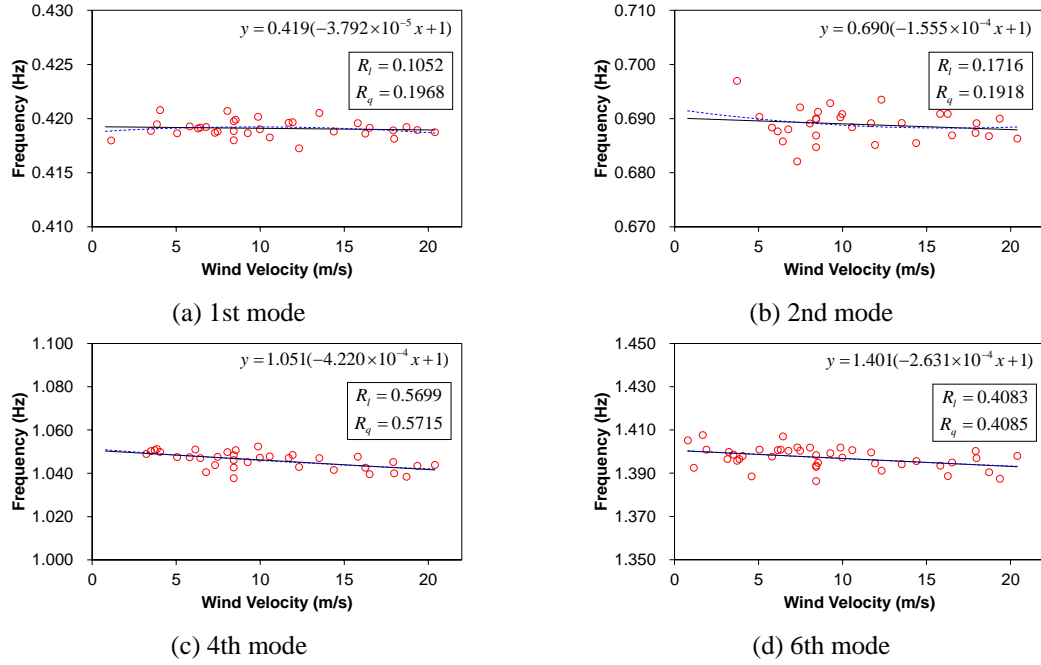 y = 0.419(−3.792×10⁻⁵ x+1)
R_l = 0.1052
R_q = 0.1968
0.430
0.425
0.420
0.415
0.410
Frequency (Hz)
0 5 10 15 20
Wind Velocity (m/s)
(a) 1st mode
y = 0.690(−1.555×10⁻⁴ x+1)
R_l = 0.1716
R_q = 0.1918
0.710
0.700
0.690
0.680
0.670
Frequency (Hz)
0 5 10 15 20
Wind Velocity (m/s)
(b) 2nd mode
y = 1.051(−4.220×10⁻⁴ x+1)
R_l = 0.5699
R_q = 0.5715
1.100
1.080
1.060
1.040
1.020
1.000
Frequency (Hz)
0 5 10 15 20
Wind Velocity (m/s)
(c) 4th mode
y = 1.401(−2.631×10⁻⁴ x+1)
R_l = 0.4083
R_q = 0.4085
1.450
1.430
1.410
1.390
1.370
1.350
Frequency (Hz)
0 5 10 15 20
Wind Velocity (m/s)
(d) 6th mode